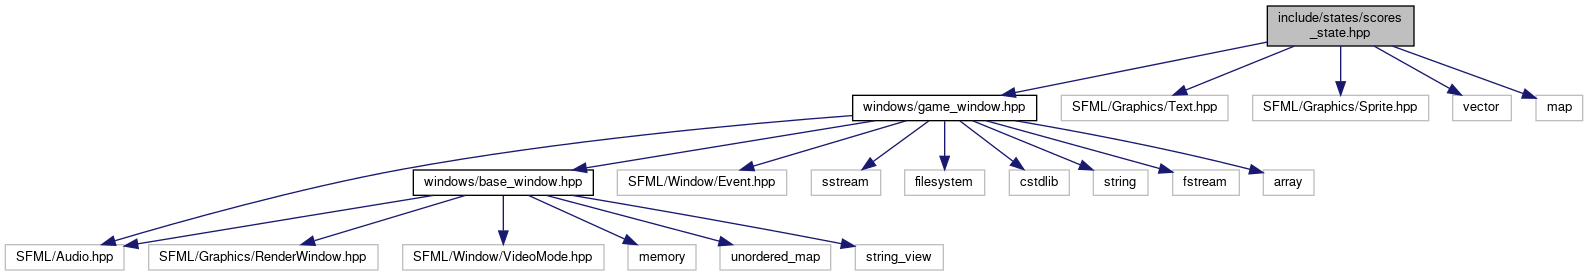 include/states/scores
_state.hpp
windows/game_window.hpp
SFML/Graphics/Text.hpp
SFML/Graphics/Sprite.hpp
vector
map
windows/base_window.hpp
SFML/Window/Event.hpp
sstream
filesystem
cstdlib
string
fstream
array
SFML/Audio.hpp
SFML/Graphics/RenderWindow.hpp
SFML/Window/VideoMode.hpp
memory
unordered_map
string_view